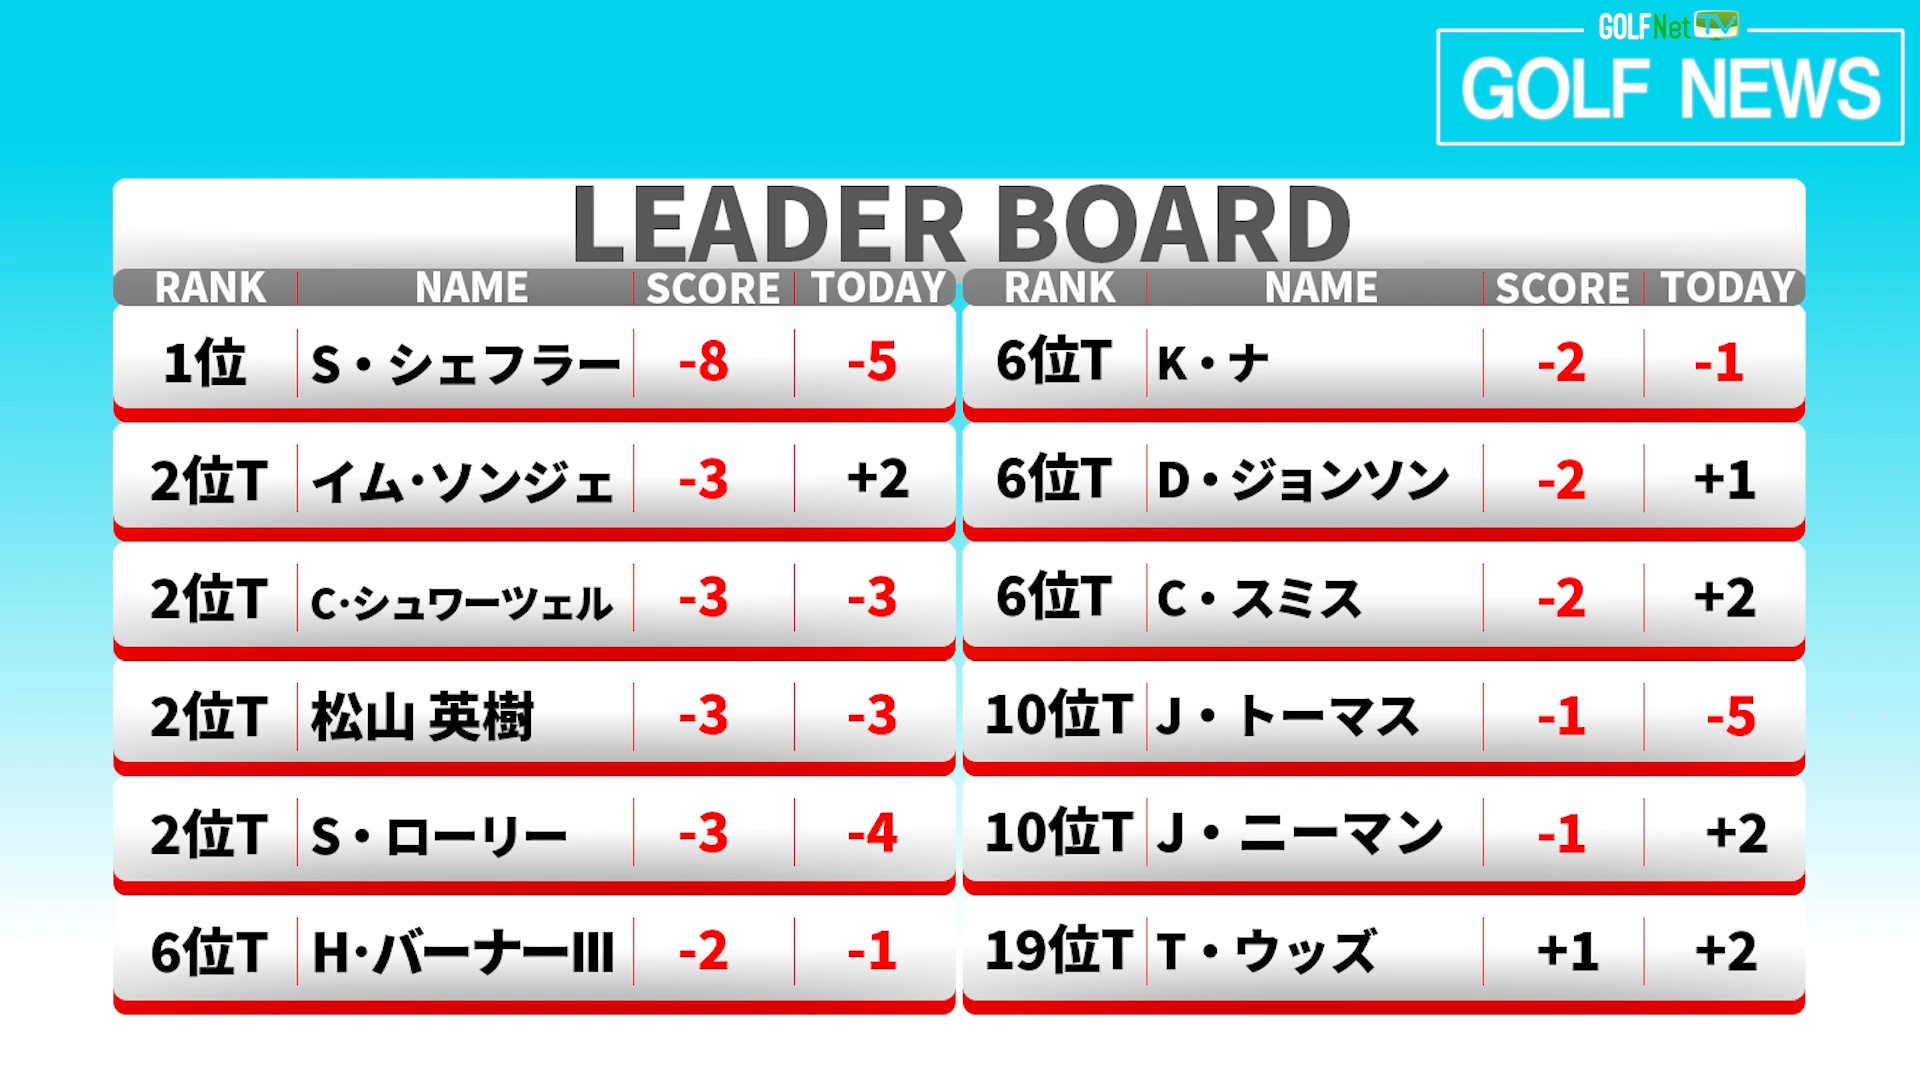 GOLFNetTV
GOLF NEWS
LEADER BOARD
RANK NAME SCORE TODAY
1位 S・シェフラー -8 -5
2位T イム・ソンジェ -3 +2
2位T C・シュワーツェル -3 -3
2位T 松山 英樹 -3 -3
2位T S・ローリー -3 -4
6位T H・バーナーIII -2 -1
RANK NAME SCORE TODAY
6位T K・ナ -2 -1
6位T D・ジョンソン -2 +1
6位T C・スミス -2 +2
10位T J・トーマス -1 -5
10位T J・ニーマン -1 +2
19位T T・ウッズ +1 +2